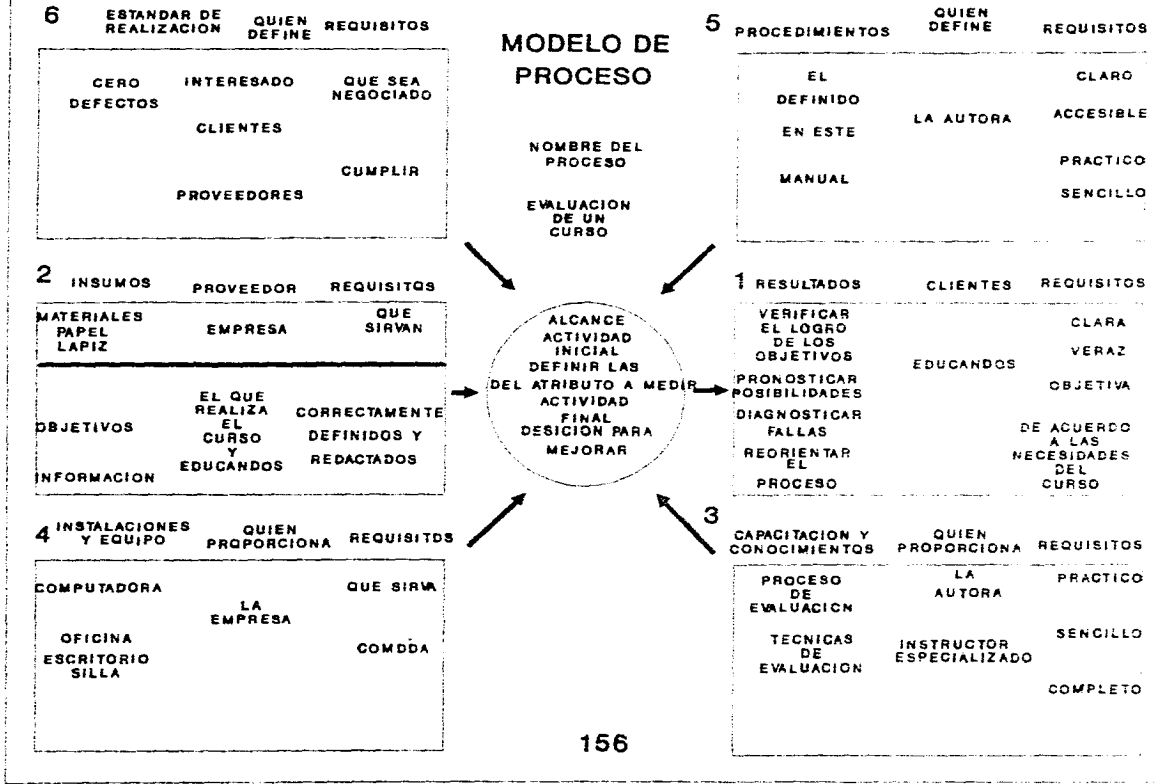 6
ESTANDAR DE
REALIZACION
QUIEN
DEFINE
REQUISITOS
CERO
DEFECTOS
INTERESADO
CLIENTES
PROVEEDORES
QUE SEA
NEGOCIADO
CUMPLIR
MODELO DE
PROCESO
NOMBRE DEL
PROCESO
EVALUACION
DE UN
CURSO
5
PROCEDIMIENTOS
QUIEN
DEFINE
REQUISITOS
EL
DEFINIDO
EN ESTE
MANUAL
LA AUTORA
CLARO
ACCESIBLE
PRACTICO
SENCILLO
2
INSUMOS
PROVEEDOR
REQUISITOS
MATERIALES
PAPEL
LAPIZ
EMPRESA
QUE
SIRVAN
OBJETIVOS
INFORMACION
EL QUE
REALIZA
EL
CURSO
Y
EDUCANDOS
CORRECTAMENTE
DEFINIDOS Y
REDACTADOS
ALCANCE
ACTIVIDAD
INICIAL
DEFINIR LAS
DEL ATRIBUTO A MEDIR
ACTIVIDAD
FINAL
DESICION PARA
MEJORAR
1
RESULTADOS
CLIENTES
REQUISITOS
VERIFICAR
EL LOGRO
DE LOS
OBJETIVOS
PRONOSTICAR
POSIBILIDADES
DIAGNOSTICAR
FALLAS
REORIENTAR
EL
PROCESO
EDUCANDOS
CLARA
VERAZ
OBJETIVA
DE ACUERDO
A LAS
NECESIDADES
DEL
CURSO
4
INSTALACIONES
Y EQUIPO
QUIEN
PROPORCIONA
REQUISITOS
COMPUTADORA
OFICINA
ESCRITORIO
SILLA
LA
EMPRESA
QUE SIRVA
COMODA
3
CAPACITACION Y
CONOCIMIENTOS
QUIEN
PROPORCIONA
REQUISITOS
PROCESO
DE
EVALUACION
TECNICAS
DE
EVALUACION
LA
AUTORA
INSTRUCTOR
ESPECIALIZADO
PRACTICO
SENCILLO
COMPLETO
156